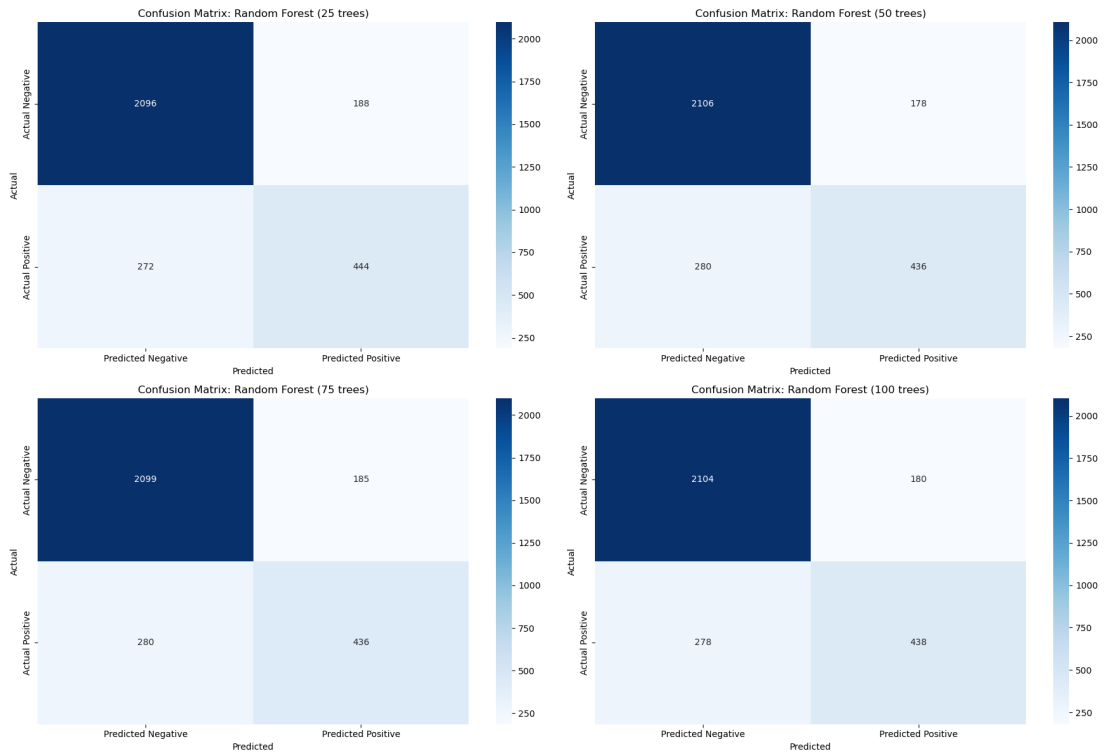 Confusion Matrix: Random Forest (25 trees)
Actual Negative
Actual Positive
Actual
2096
188
272
444
Predicted Negative
Predicted Positive
Predicted
2000
1750
1500
1250
1000
750
500
250
Confusion Matrix: Random Forest (50 trees)
Actual Negative
Actual Positive
Actual
2106
178
280
436
Predicted Negative
Predicted Positive
Predicted
2000
1750
1500
1250
1000
750
500
250
Confusion Matrix: Random Forest (75 trees)
Actual Negative
Actual Positive
Actual
2099
185
280
436
Predicted Negative
Predicted Positive
Predicted
2000
1750
1500
1250
1000
750
500
250
Confusion Matrix: Random Forest (100 trees)
Actual Negative
Actual Positive
Actual
2104
180
278
438
Predicted Negative
Predicted Positive
Predicted
2000
1750
1500
1250
1000
750
500
250